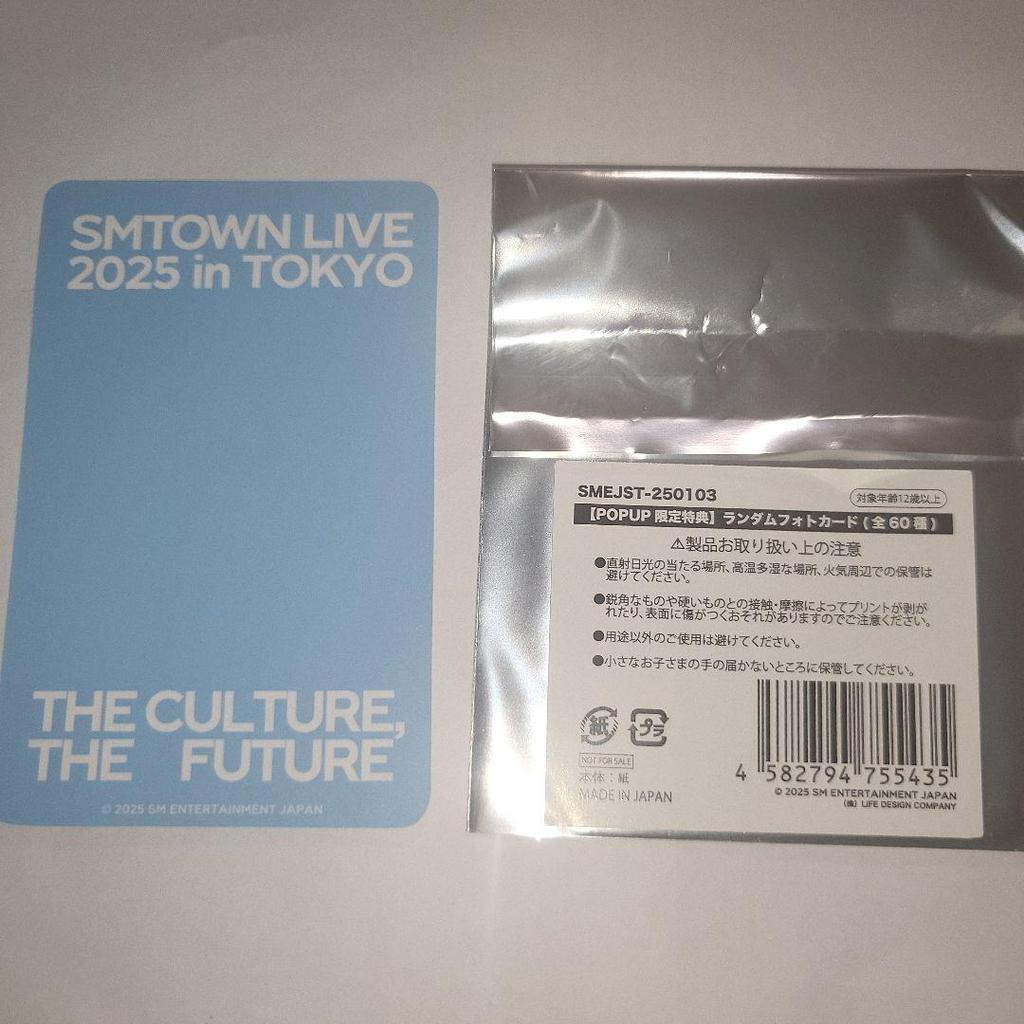 SMTOWN LIVE
2025 in TOKYO
THE CULTURE,
THE FUTURE
© 2025 SM ENTERTAINMENT JAPAN
SMEJST-250103
対象年齢12歳以上
【POPUP 限定特典】ランダムフォトカード(全60種)
⚠製品お取り扱い上の注意
●直射日光の当たる場所、高温多湿な場所、火気周辺での保管は
避けてください。
●鋭角なものや硬いものとの接触・摩擦によってプリントが剥が
れたり、表面に傷がつくおそれがありますのでご注意ください。
●用途以外のご使用は避けてください。
●小さなお子さまの手の届かないところに保管してください。
紙
プラ
NOT FOR SALE
本体：紙
MADE IN JAPAN
4 582794 755435
© 2025 SM ENTERTAINMENT JAPAN
(株) LIFE DESIGN COMPANY